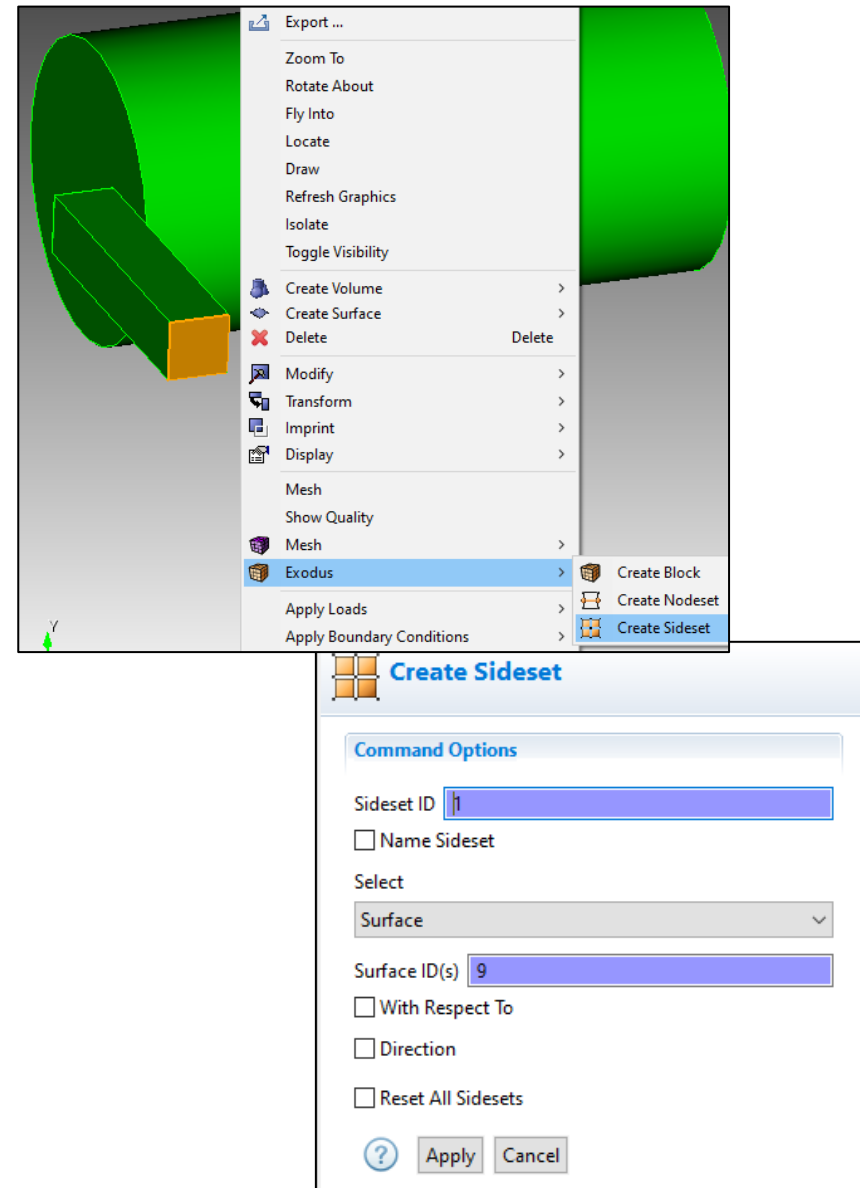 Export ...
Zoom To
Rotate About
Fly Into
Locate
Draw
Refresh Graphics
Isolate
Toggle Visibility
Create Volume
Create Surface
Delete Delete
Modify
Transform
Imprint
Display
Mesh
Show Quality
Mesh
Exodus
Create Block
Create Nodeset
Create Sideset
Apply Loads
Apply Boundary Conditions
Y
Create Sideset
Command Options
Sideset ID 1
Name Sideset
Select
Surface
Surface ID(s) 9
With Respect To
Direction
Reset All Sidesets
? Apply Cancel